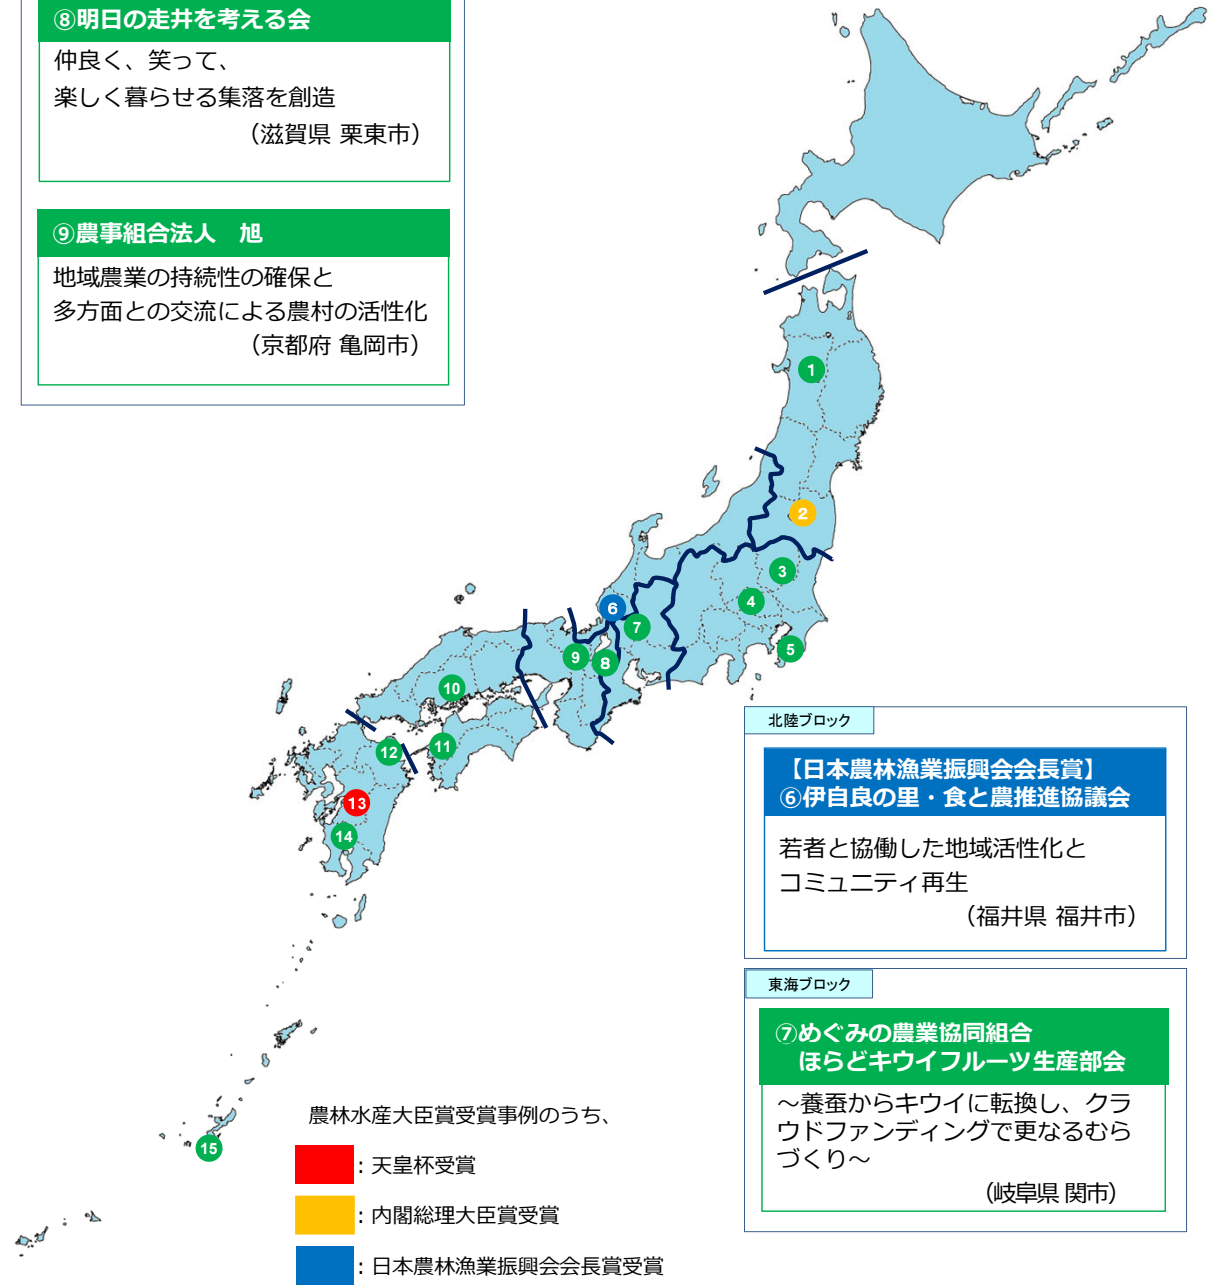 ⑧明日の走井を考える会
仲良く、笑って、
楽しく暮らせる集落を創造
（滋賀県 栗東市）
⑨農事組合法人　旭
地域農業の持続性の確保と
多方面との交流による農村の活性化
（京都府 亀岡市）
1
2
3
4
5
6
7
8
9
10
11
12
13
14
15
北陸ブロック
【日本農林漁業振興会会長賞】
⑥伊自良の里・食と農推進協議会
若者と協働した地域活性化と
コミュニティ再生
（福井県 福井市）
東海ブロック
⑦めぐみの農業協同組合
ほらどキウイフルーツ生産部会
～養蚕からキウイに転換し、クラ
ウドファンディングで更なるむら
づくり～
（岐阜県 関市）
農林水産大臣賞受賞事例のうち、
：天皇杯受賞
：内閣総理大臣賞受賞
：日本農林漁業振興会会長賞受賞